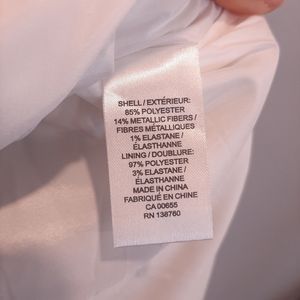 SHELL / EXTÉRIEUR:
85% POLYESTER
14% METALLIC FIBERS /
FIBRES MÉTALLIQUES
1% ELASTANE /
ÉLASTHANNE
LINING / DOUBLURE:
97% POLYESTER
3% ELASTANE /
ÉLASTHANNE
MADE IN CHINA
FABRIQUÉ EN CHINE
CA 00655
RN 138760